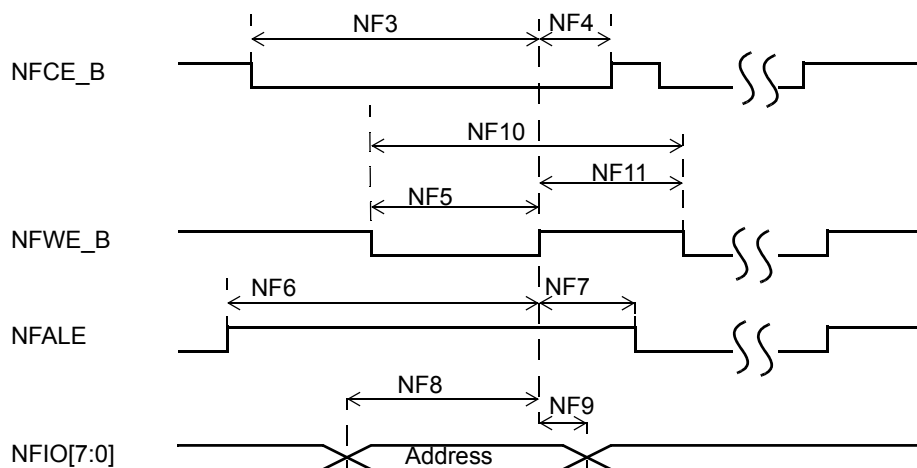 NF3 NF4
NFCE_B
NF10
NF11
NF5
NFWE_B
NF6 NF7
NFALE
NF8
NF9
NFIO[7:0] Address